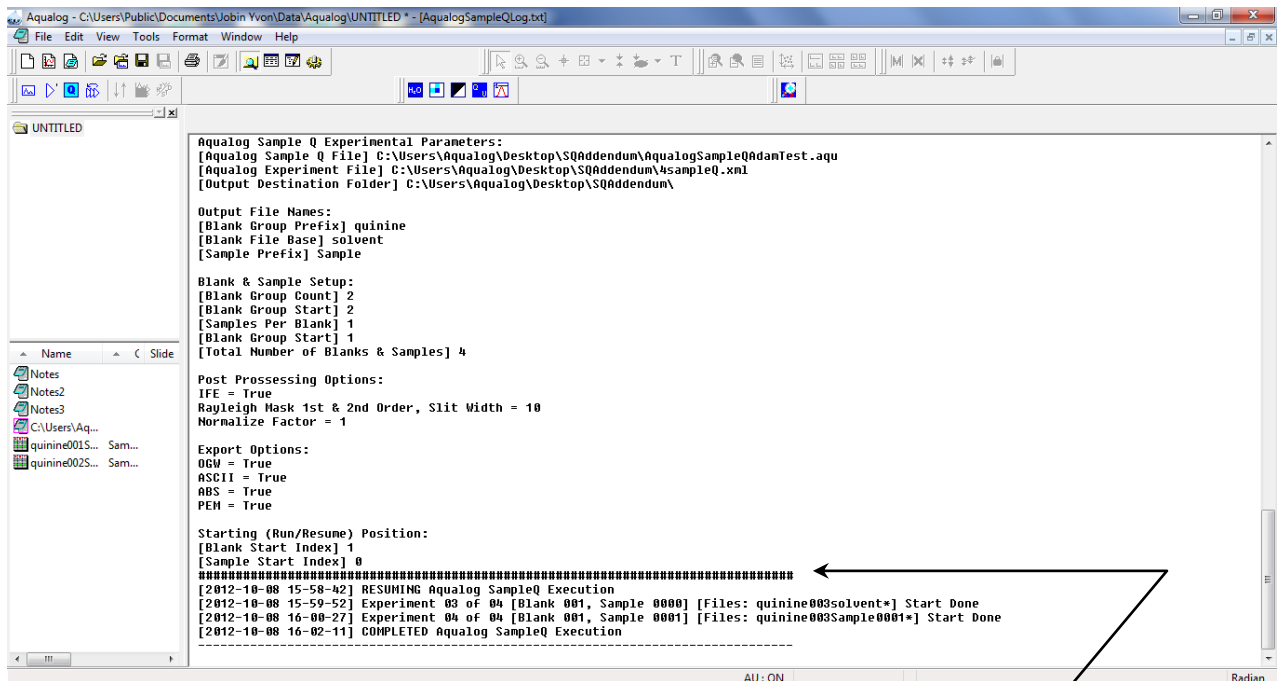 Aqualog - C:\Users\Public\Documents\Jobin Yvon\Data\Aqualog\UNTITLED * - [AqualogSampleQLog.txt]
File Edit View Tools Format Window Help
UNTITLED
Aqualog Sample Q Experimental Parameters:
[Aqualog Sample Q File] C:\Users\Aqualog\Desktop\SQAddendum\AqualogSampleQAdamTest.aqu
[Aqualog Experiment File] C:\Users\Aqualog\Desktop\SQAddendum\4sampleQ.xml
[Output Destination Folder] C:\Users\Aqualog\Desktop\SQAddendum\
Output File Names:
[Blank Group Prefix] quinine
[Blank File Base] solvent
[Sample Prefix] Sample
Blank & Sample Setup:
[Blank Group Count] 2
[Blank Group Start] 2
[Samples Per Blank] 1
[Blank Group Start] 1
[Total Number of Blanks & Samples] 4
Post Prossessing Options:
IFE = True
Rayleigh Mask 1st & 2nd Order, Slit Width = 10
Normalize Factor = 1
Export Options:
OGW = True
ASCII = True
ABS = True
PEM = True
Starting (Run/Resume) Position:
[Blank Start Index] 1
[Sample Start Index] 0
################################################################################
[2012-10-08 15-58-42] RESUMING Aqualog SampleQ Execution
[2012-10-08 15-59-52] Experiment 03 of 04 [Blank 001, Sample 0000] [Files: quinine003solvent*] Start Done
[2012-10-08 16-00-27] Experiment 04 of 04 [Blank 001, Sample 0001] [Files: quinine003Sample0001*] Start Done
[2012-10-08 16-02-11] COMPLETED Aqualog SampleQ Execution
--------------------------------------------------------------------------------
Name ( Slide
Notes
Notes2
Notes3
C:\Users\Aq...
quinine001S... Sam...
quinine002S... Sam...
AU : ON Radian